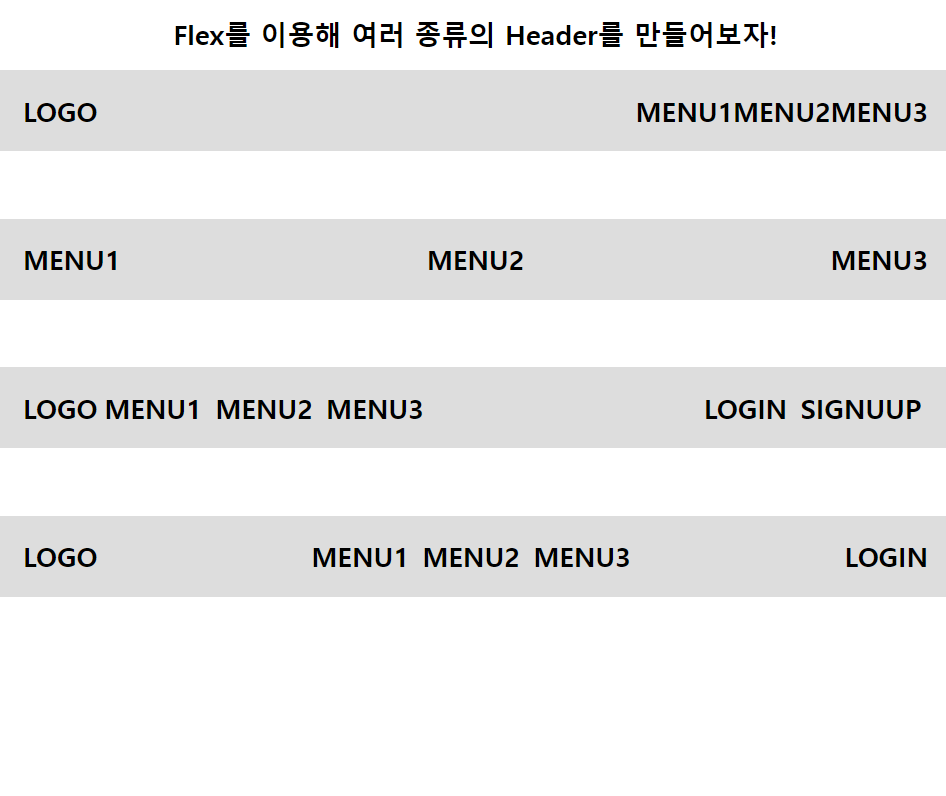 Flex를 이용해 여러 종류의 Header를 만들어보자!
LOGO MENU1MENU2MENU3
MENU1 MENU2 MENU3
LOGO MENU1 MENU2 MENU3 LOGIN SIGNUUP
LOGO MENU1 MENU2 MENU3 LOGIN